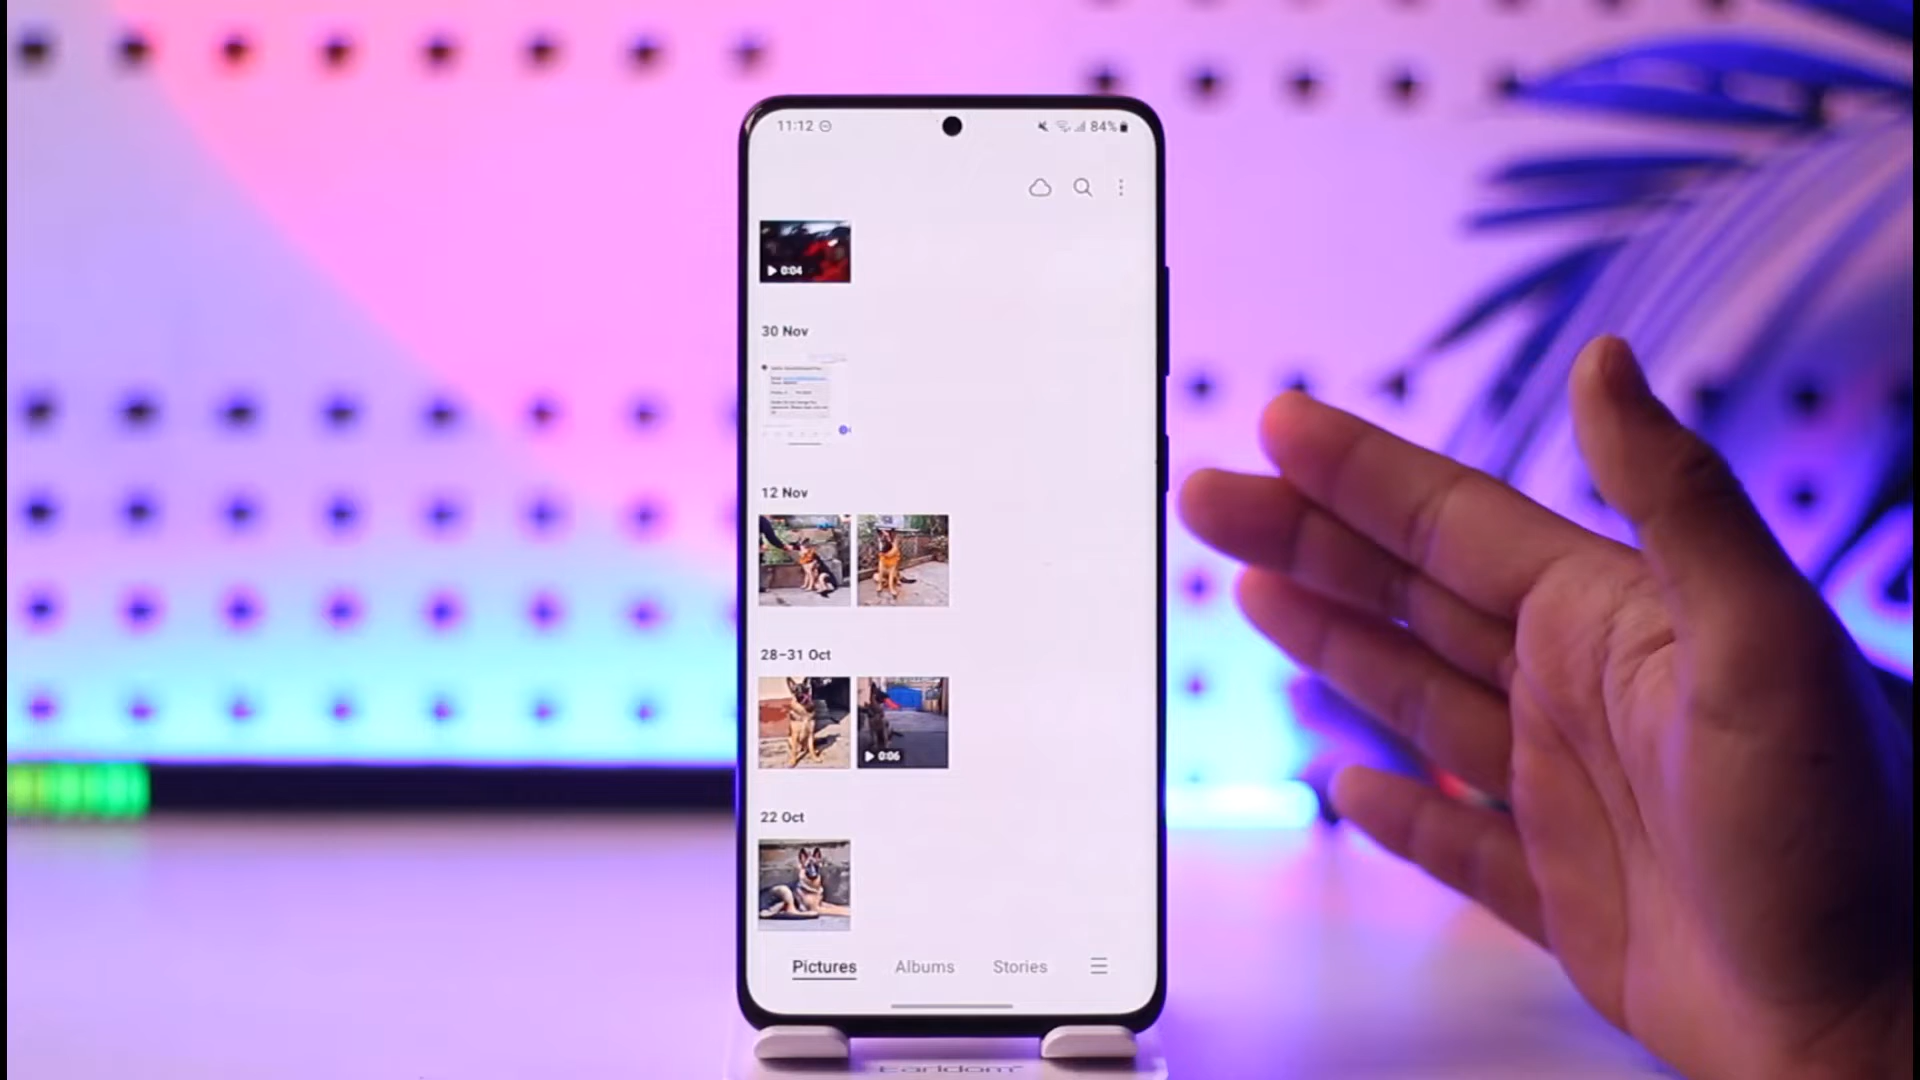 11:12
84%
0:04
30 Nov
12 Nov
28–31 Oct
0:06
22 Oct
Pictures
Albums
Stories
Earldom